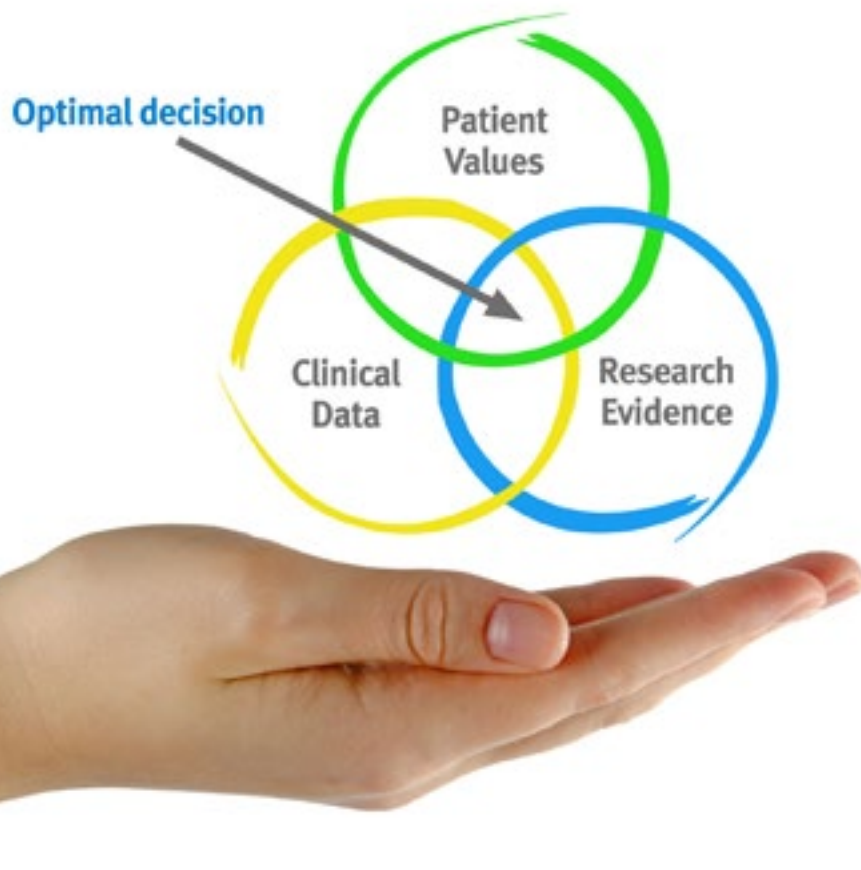 Optimal decision
Patient
Values
Clinical
Data
Research
Evidence